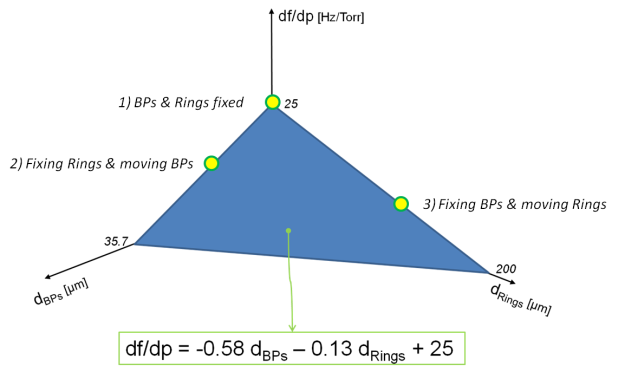 df/dp [Hz/Torr]
1) BPs & Rings fixed
25
2) Fixing Rings & moving BPs
3) Fixing BPs & moving Rings
35.7
200
dBPs [µm]
dRings [µm]
df/dp = -0.58 dBPs – 0.13 dRings + 25